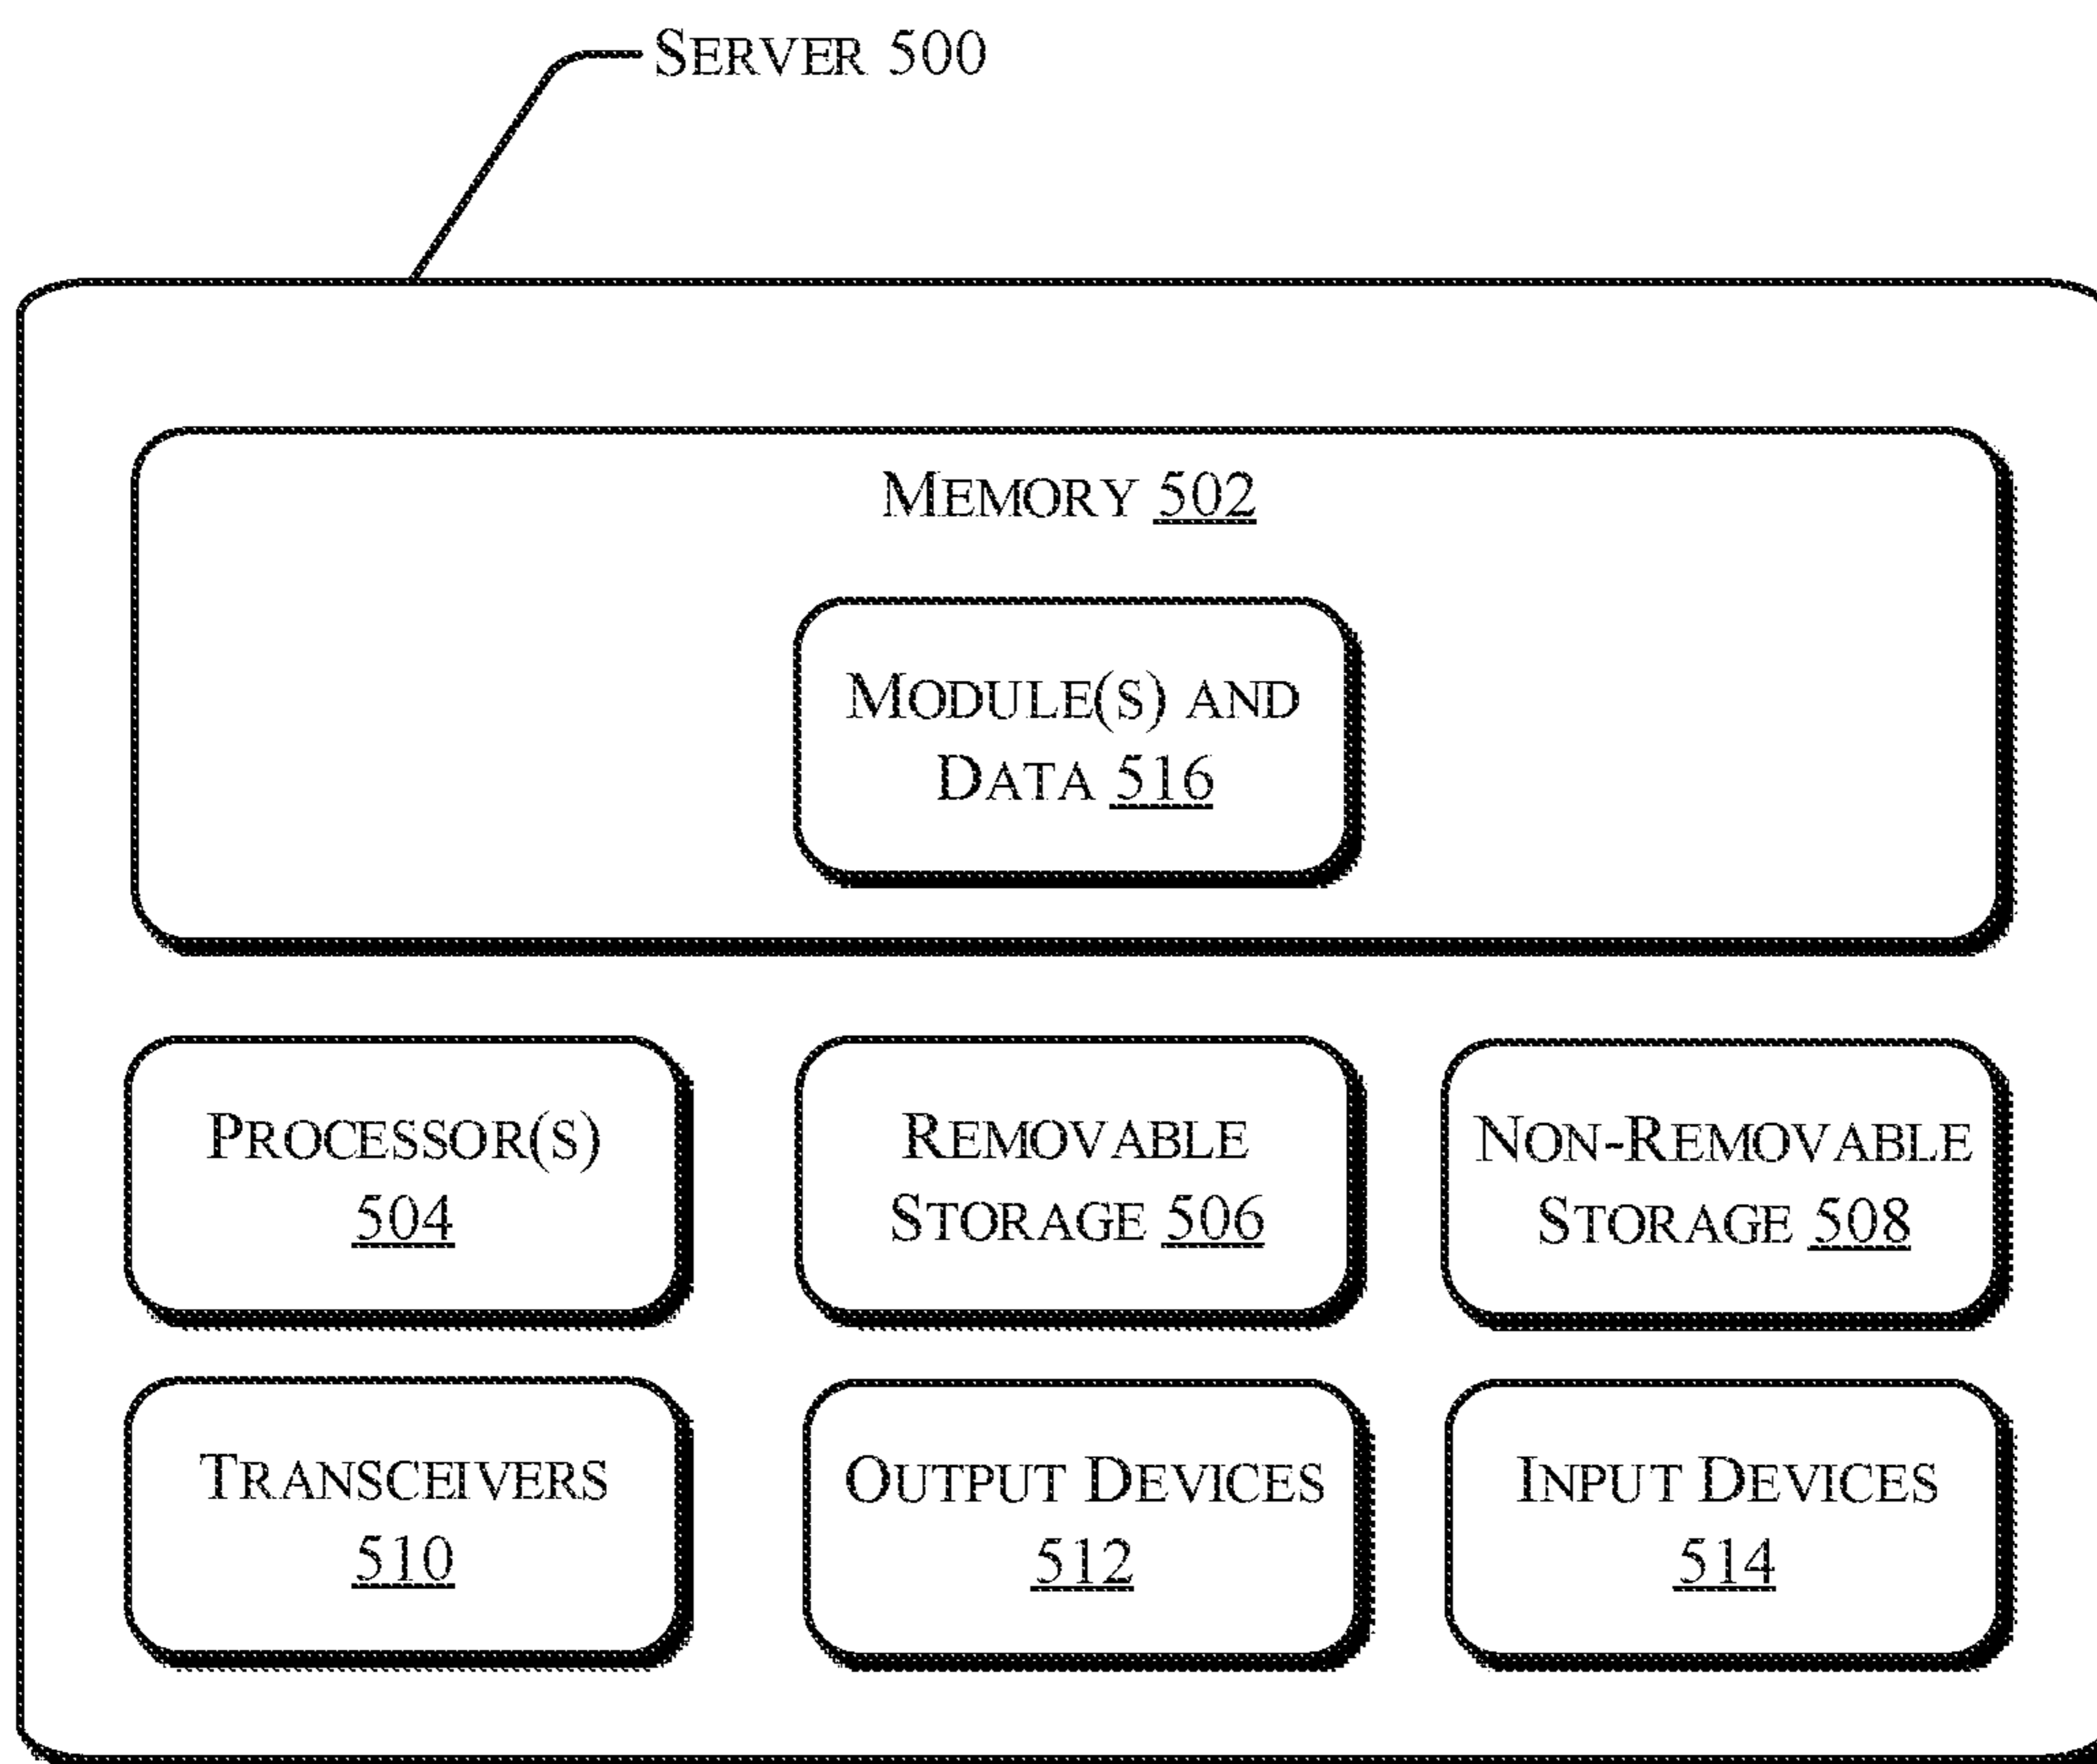 SERVER 500
MEMORY 502
MODULE(S) AND
DATA 516
PROCESSOR(S)
504
REMOVABLE
STORAGE 506
NON-REMOVABLE
STORAGE 508
TRANSCEIVERS
510
OUTPUT DEVICES
512
INPUT DEVICES
514